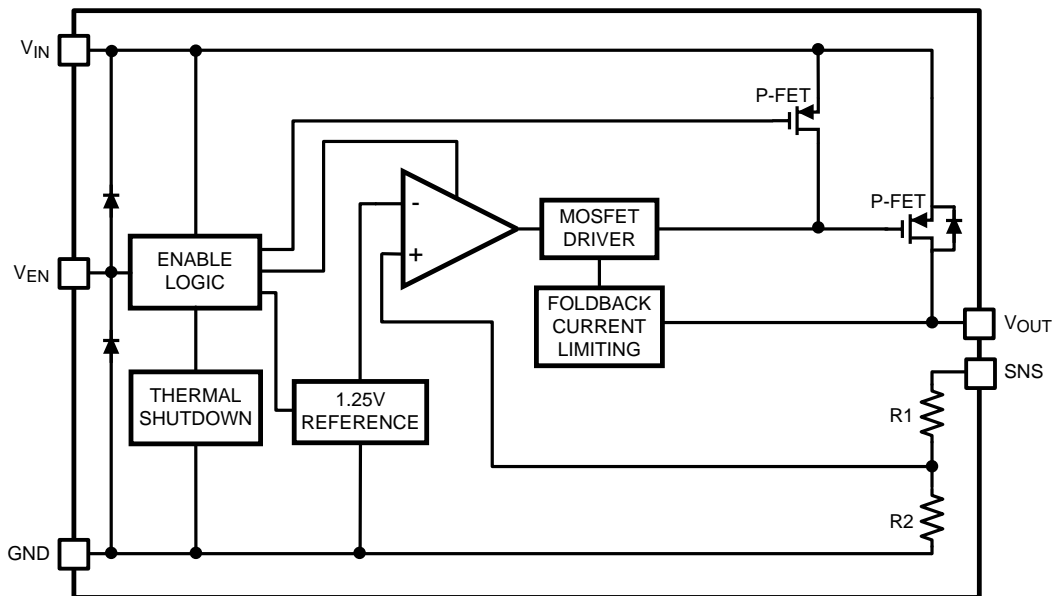 VIN
P-FET
P-FET
-
MOSFET
DRIVER
+
VEN
ENABLE
LOGIC
FOLDBACK
CURRENT
LIMITING
VOUT
SNS
THERMAL
SHUTDOWN
1.25V
REFERENCE
R1
R2
GND